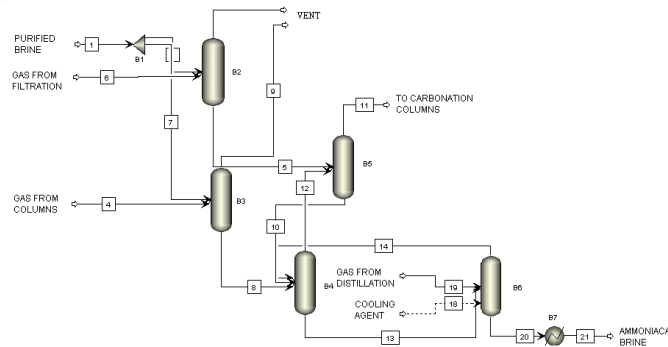 VENT
PURIFIED
BRINE
1
B1
B2
GAS FROM
FILTRATION
6
9
7
11
TO CARBONATION
COLUMNS
5
B5
12
GAS FROM
COLUMNS
4
B3
10
14
8
B4
GAS FROM
DISTILLATION
19
B6
COOLING
AGENT
18
B7
13
20
21
AMMONIACA
BRINE